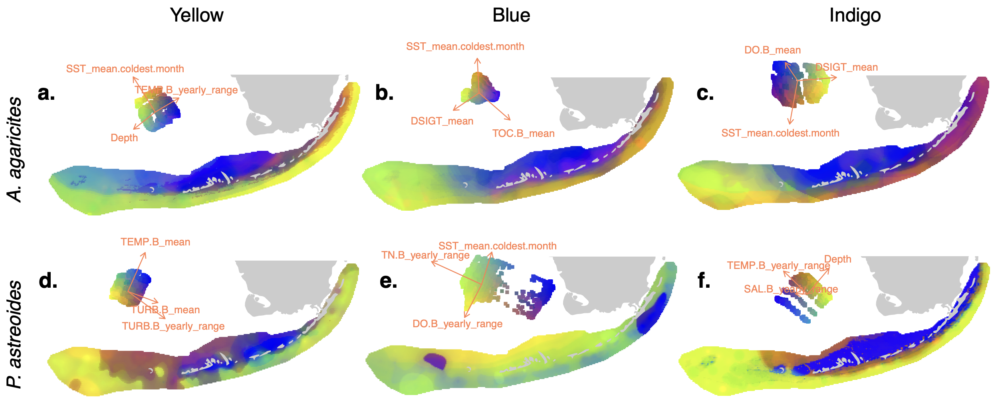 Yellow
Blue
Indigo
A. agaricites
a.
SST_mean.coldest.month
TEMP.B_yearly_range
Depth
b.
SST_mean.coldest.month
DSIGT_mean
TOC.B_mean
c.
DO.B_mean
DSIGT_mean
SST_mean.coldest.month
P. astreoides
d.
TEMP.B_mean
TURB.B_mean
TURB.B_yearly_range
e.
SST_mean.coldest.month
TN.B_yearly_range
DO.B_yearly_range
f.
Depth
TEMP.B_yearly_range
SAL.B_yearly_range